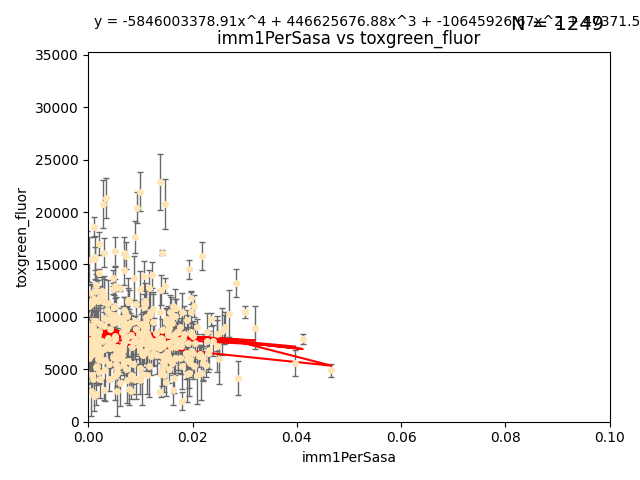 y = -5846003378.91x^4 + 446625676.88x^3 + -10645926
N = 1249
imm1PerSasa vs toxgreen_fluor
35000
30000
25000
20000
15000
10000
5000
0
toxgreen_fluor
0.00 0.02 0.04 0.06 0.08 0.10
imm1PerSasa